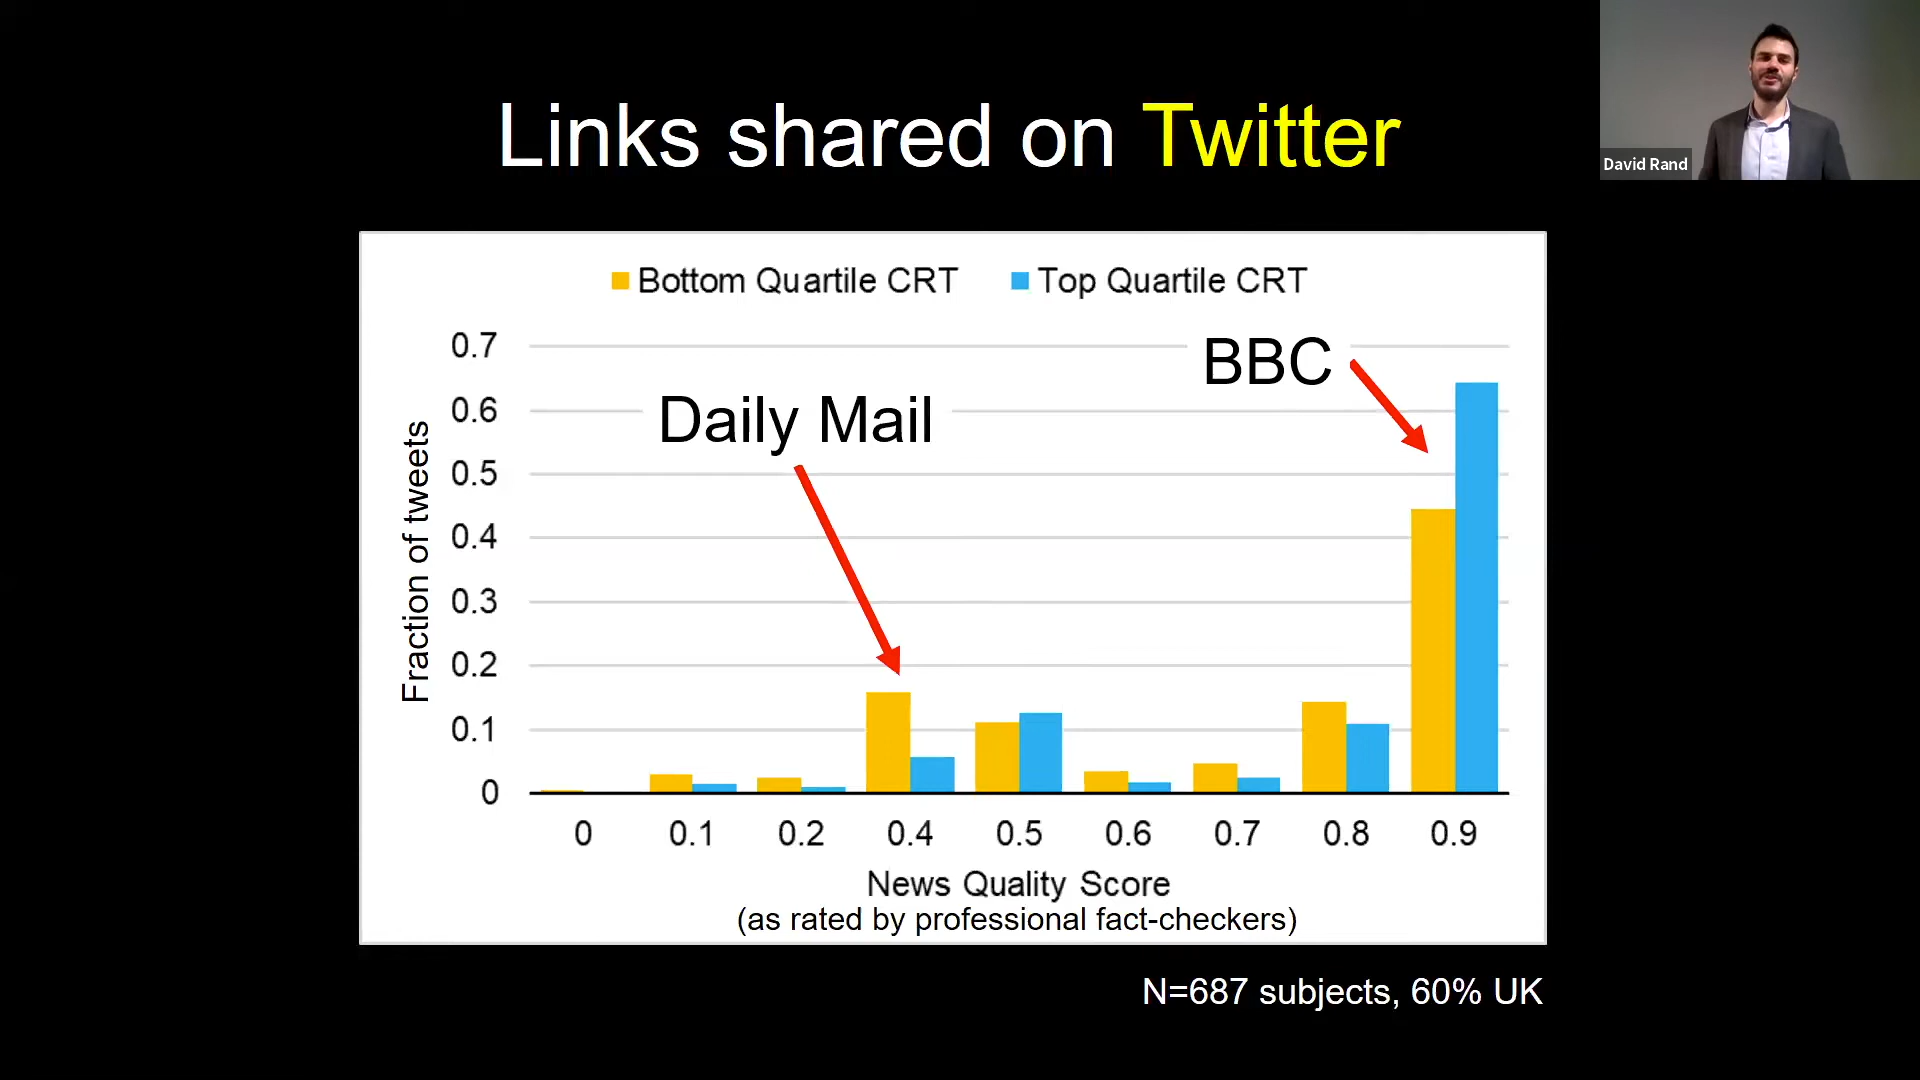 Links shared on Twitter
David Rand
Bottom Quartile CRT Top Quartile CRT
0.7
0.6
0.5
0.4
0.3
0.2
0.1
0
Fraction of tweets
Daily Mail
BBC
0 0.1 0.2 0.4 0.5 0.6 0.7 0.8 0.9
News Quality Score
(as rated by professional fact-checkers)
N=687 subjects, 60% UK